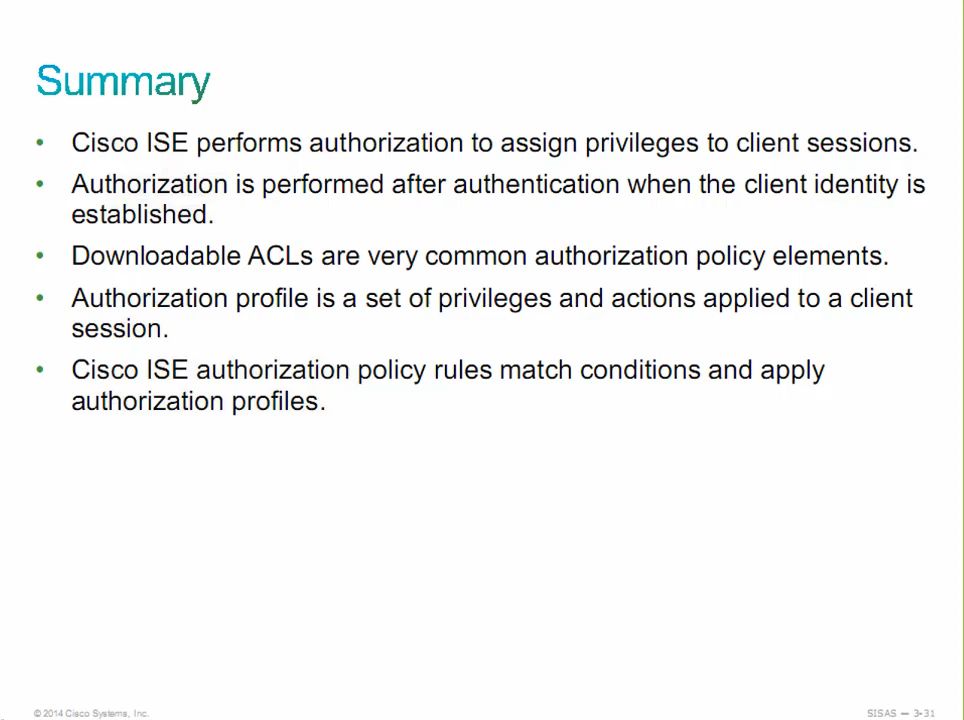 Summary
• Cisco ISE performs authorization to assign privileges to client sessions.
• Authorization is performed after authentication when the client identity is
established.
• Downloadable ACLs are very common authorization policy elements.
• Authorization profile is a set of privileges and actions applied to a client
session.
• Cisco ISE authorization policy rules match conditions and apply
authorization profiles.
© 2014 Cisco Systems, Inc.
SISAS — 3-31